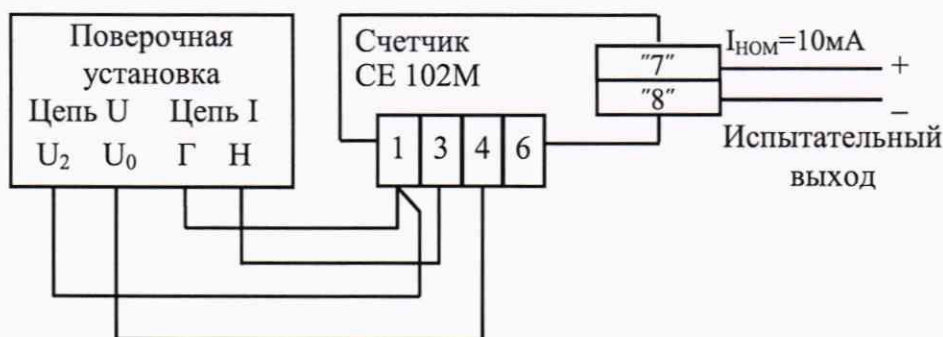 Поверочная
установка
Цепь U Цепь I
U₂ U₀ Г Н
Счетчик
СЕ 102М
1 3 4 6
"7"
"8"
Iном=10мА
+
–
Испытательный
выход